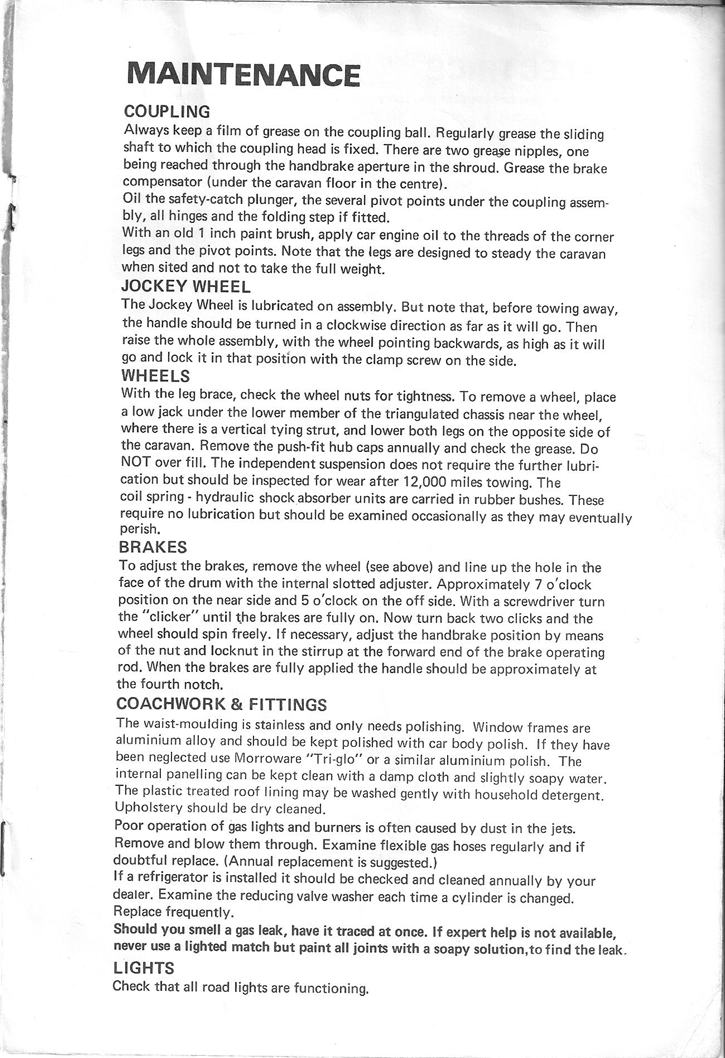 MAINTENANCE
COUPLING
Always keep a film of grease on the coupling ball. Regularly grease the sliding
shaft to which the coupling head is fixed. There are two grease nipples, one
being reached through the handbrake aperture in the shroud. Grease the brake
compensator (under the caravan floor in the centre).
Oil the safety-catch plunger, the several pivot points under the coupling assem-
bly, all hinges and the folding step if fitted.
With an old 1 inch paint brush, apply car engine oil to the threads of the corner
legs and the pivot points. Note that the legs are designed to steady the caravan
when sited and not to take the full weight.
JOCKEY WHEEL
The Jockey Wheel is lubricated on assembly. But note that, before towing away,
the handle should be turned in a clockwise direction as far as it will go. Then
raise the whole assembly, with the wheel pointing backwards, as high as it will
go and lock it in that position with the clamp screw on the side.
WHEELS
With the leg brace, check the wheel nuts for tightness. To remove a wheel, place
a low jack under the lower member of the triangulated chassis near the wheel,
where there is a vertical tying strut, and lower both legs on the opposite side of
the caravan. Remove the push-fit hub caps annually and check the grease. Do
NOT over fill. The independent suspension does not require the further lubri-
cation but should be inspected for wear after 12,000 miles towing. The
coil spring - hydraulic shock absorber units are carried in rubber bushes. These
require no lubrication but should be examined occasionally as they may eventually
perish.
BRAKES
To adjust the brakes, remove the wheel (see above) and line up the hole in the
face of the drum with the internal slotted adjuster. Approximately 7 o'clock
position on the near side and 5 o'clock on the off side. With a screwdriver turn
the "clicker" until the brakes are fully on. Now turn back two clicks and the
wheel should spin freely. If necessary, adjust the handbrake position by means
of the nut and locknut in the stirrup at the forward end of the brake operating
rod. When the brakes are fully applied the handle should be approximately at
the fourth notch.
COACHWORK & FITTINGS
The waist-moulding is stainless and only needs polishing. Window frames are
aluminium alloy and should be kept polished with car body polish. If they have
been neglected use Morroware "Tri-glo" or a similar aluminium polish. The
internal panelling can be kept clean with a damp cloth and slightly soapy water.
The plastic treated roof lining may be washed gently with household detergent.
Upholstery should be dry cleaned.
Poor operation of gas lights and burners is often caused by dust in the jets.
Remove and blow them through. Examine flexible gas hoses regularly and if
doubtful replace. (Annual replacement is suggested.)
If a refrigerator is installed it should be checked and cleaned annually by your
dealer. Examine the reducing valve washer each time a cylinder is changed.
Replace frequently.
Should you smell a gas leak, have it traced at once. If expert help is not available,
never use a lighted match but paint all joints with a soapy solution,to find the leak.
LIGHTS
Check that all road lights are functioning.